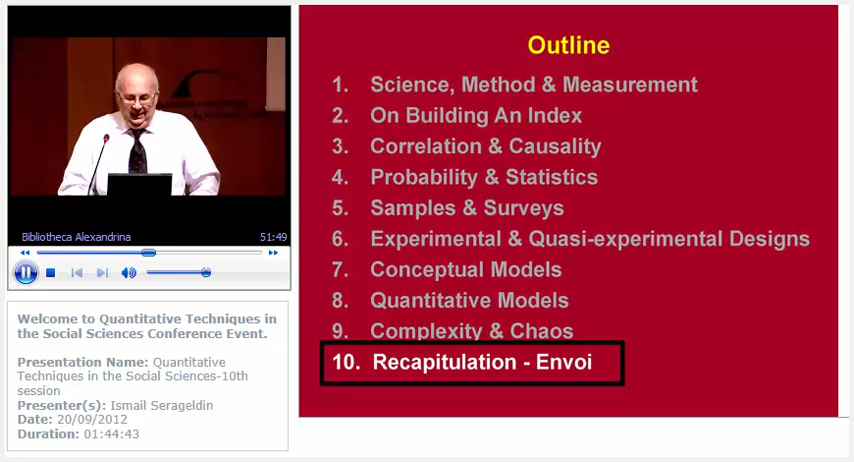 Bibliotheca Alexandrina
51:49
Welcome to Quantitative Techniques in
the Social Sciences Conference Event.
Presentation Name: Quantitative
Techniques in the Social Sciences-10th
session
Presenter(s): Ismail Serageldin
Date: 20/09/2012
Duration: 01:44:43
Outline
1. Science, Method & Measurement
2. On Building An Index
3. Correlation & Causality
4. Probability & Statistics
5. Samples & Surveys
6. Experimental & Quasi-experimental Designs
7. Conceptual Models
8. Quantitative Models
9. Complexity & Chaos
10. Recapitulation - Envoi